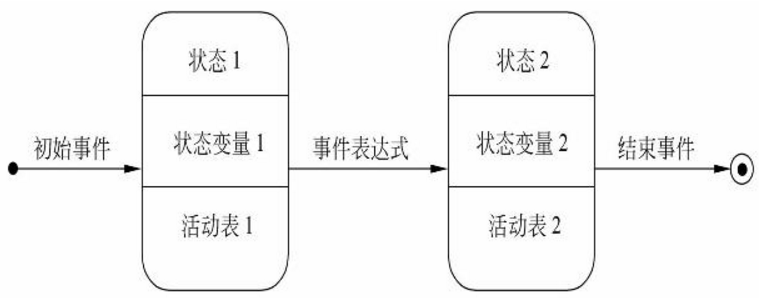 状态 1
状态 2
初始事件
状态变量 1
事件表达式
状态变量 2
结束事件
活动表 1
活动表 2